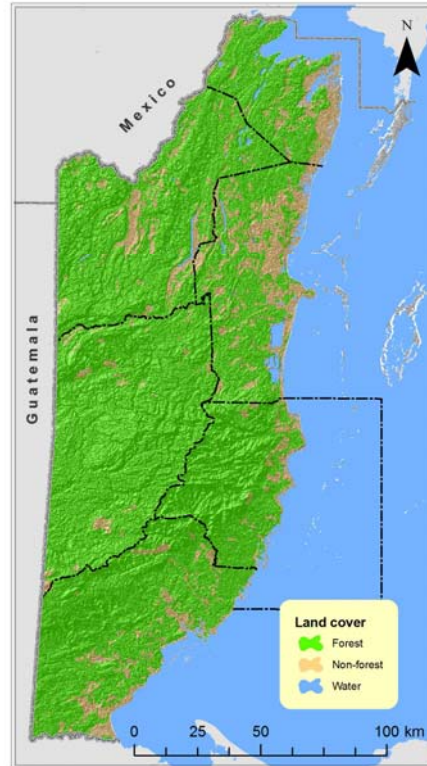 N
Mexico
Guatemala
Land cover
Forest
Non-forest
Water
0 25 50 100 km